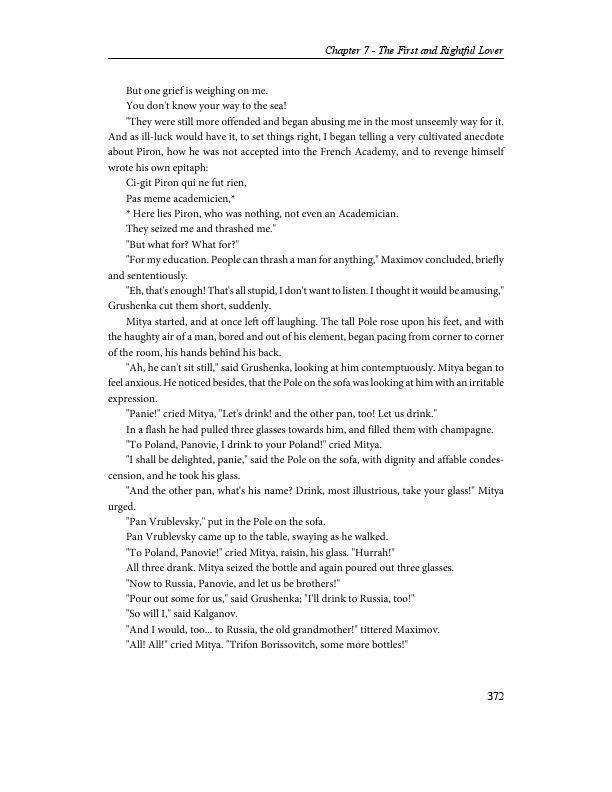 Chapter 7 - The First and Rightful Lover
But one grief is weighing on me.
You don't know your way to the sea!
"They were still more offended and began abusing me in the most unseemly way for it.
And as ill-luck would have it, to set things right, I began telling a very cultivated anecdote
about Piron, how he was not accepted into the French Academy, and to revenge himself
wrote his own epitaph:
Ci-git Piron qui ne fut rien,
Pas meme academicien,*
* Here lies Piron, who was nothing, not even an Academician.
They seized me and thrashed me."
"But what for? What for?"
"For my education. People can thrash a man for anything," Maximov concluded, briefly
and sententiously.
"Eh, that's enough! That's all stupid, I don't want to listen. I thought it would be amusing,"
Grushenka cut them short, suddenly.
Mitya started, and at once left off laughing. The tall Pole rose upon his feet, and with
the haughty air of a man, bored and out of his element, began pacing from corner to corner
of the room, his hands behind his back.
"Ah, he can't sit still," said Grushenka, looking at him contemptuously. Mitya began to
feel anxious. He noticed besides, that the Pole on the sofa was looking at him with an irritable
expression.
"Panie!" cried Mitya, "Let's drink! and the other pan, too! Let us drink."
In a flash he had pulled three glasses towards him, and filled them with champagne.
"To Poland, Panovie, I drink to your Poland!" cried Mitya.
"I shall be delighted, panie," said the Pole on the sofa, with dignity and affable condes-
cension, and he took his glass.
"And the other pan, what's his name? Drink, most illustrious, take your glass!" Mitya
urged.
"Pan Vrublevsky," put in the Pole on the sofa.
Pan Vrublevsky came up to the table, swaying as he walked.
"To Poland, Panovie!" cried Mitya, raisin, his glass. "Hurrah!"
All three drank. Mitya seized the bottle and again poured out three glasses.
"Now to Russia, Panovie, and let us be brothers!"
"Pour out some for us," said Grushenka; "I'll drink to Russia, too!"
"So will I," said Kalganov.
"And I would, too... to Russia, the old grandmother!" tittered Maximov.
"All! All!" cried Mitya. "Trifon Borissovitch, some more bottles!"
372